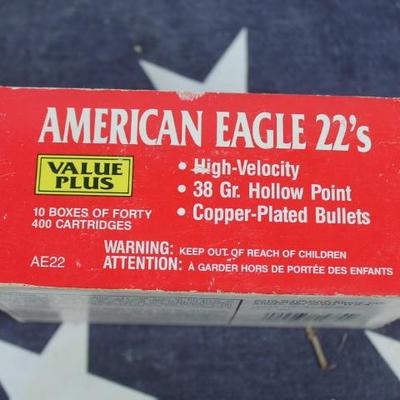 AMERICAN EAGLE 22's
VALUE
PLUS
• High-Velocity
• 38 Gr. Hollow Point
• Copper-Plated Bullets
10 BOXES OF FORTY
400 CARTRIDGES
AE22
WARNING: KEEP OUT OF REACH OF CHILDREN
ATTENTION: À GARDER HORS DE PORTÉE DES ENFANTS